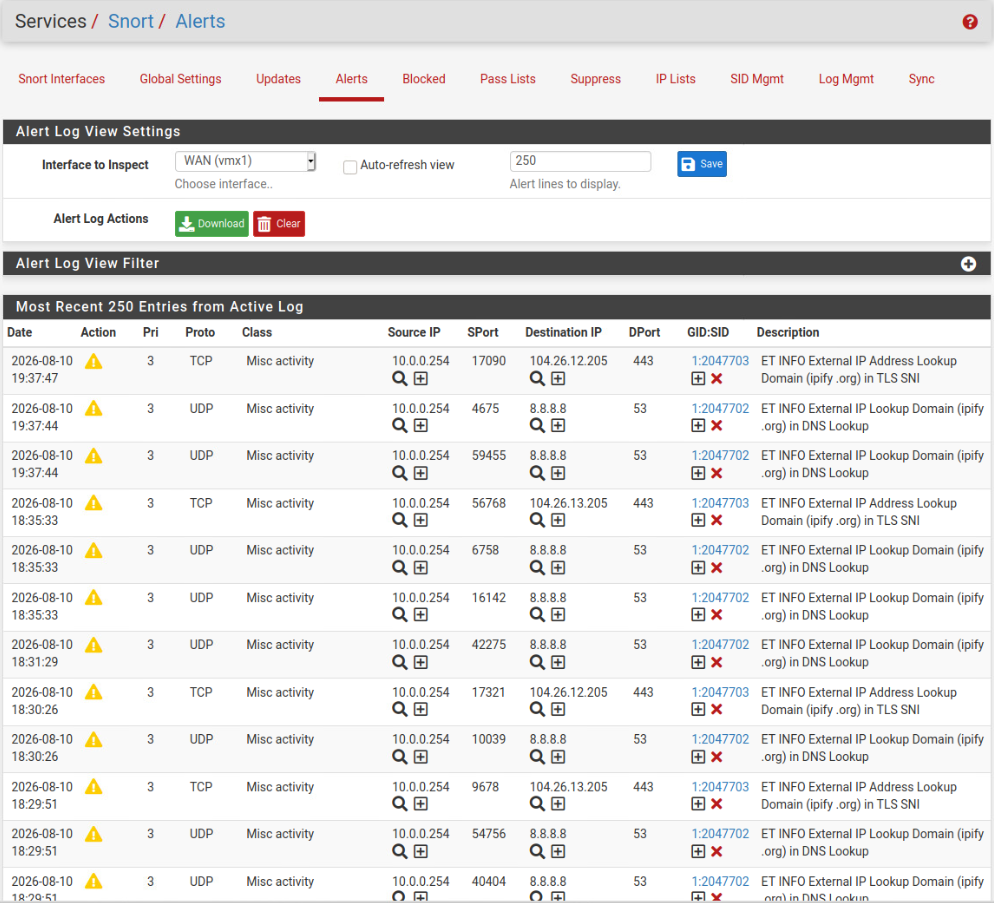 Services / Snort / Alerts
Snort Interfaces Global Settings Updates Alerts Blocked Pass Lists Suppress IP Lists SID Mgmt Log Mgmt Sync
Alert Log View Settings
Interface to Inspect WAN (vmx1) Auto-refresh view 250 Save
Choose interface.. Alert lines to display.
Alert Log Actions Download Clear
Alert Log View Filter
Most Recent 250 Entries from Active Log
Date Action Pri Proto Class Source IP SPort Destination IP DPort GID:SID Description
2026-08-10 3 TCP Misc activity 10.0.0.254 17090 104.26.12.205 443 1:2047703 ET INFO External IP Address Lookup
19:37:47 Domain (ipify .org) in TLS SNI
2026-08-10 3 UDP Misc activity 10.0.0.254 4675 8.8.8.8 53 1:2047702 ET INFO External IP Lookup Domain (ipify
19:37:44 .org) in DNS Lookup
2026-08-10 3 UDP Misc activity 10.0.0.254 59455 8.8.8.8 53 1:2047702 ET INFO External IP Lookup Domain (ipify
19:37:44 .org) in DNS Lookup
2026-08-10 3 TCP Misc activity 10.0.0.254 56768 104.26.13.205 443 1:2047703 ET INFO External IP Address Lookup
18:35:33 Domain (ipify .org) in TLS SNI
2026-08-10 3 UDP Misc activity 10.0.0.254 6758 8.8.8.8 53 1:2047702 ET INFO External IP Lookup Domain (ipify
18:35:33 .org) in DNS Lookup
2026-08-10 3 UDP Misc activity 10.0.0.254 16142 8.8.8.8 53 1:2047702 ET INFO External IP Lookup Domain (ipify
18:35:33 .org) in DNS Lookup
2026-08-10 3 UDP Misc activity 10.0.0.254 42275 8.8.8.8 53 1:2047702 ET INFO External IP Lookup Domain (ipify
18:31:29 .org) in DNS Lookup
2026-08-10 3 TCP Misc activity 10.0.0.254 17321 104.26.12.205 443 1:2047703 ET INFO External IP Address Lookup
18:30:26 Domain (ipify .org) in TLS SNI
2026-08-10 3 UDP Misc activity 10.0.0.254 10039 8.8.8.8 53 1:2047702 ET INFO External IP Lookup Domain (ipify
18:30:26 .org) in DNS Lookup
2026-08-10 3 TCP Misc activity 10.0.0.254 9678 104.26.13.205 443 1:2047703 ET INFO External IP Address Lookup
18:29:51 Domain (ipify .org) in TLS SNI
2026-08-10 3 UDP Misc activity 10.0.0.254 54756 8.8.8.8 53 1:2047702 ET INFO External IP Lookup Domain (ipify
18:29:51 .org) in DNS Lookup
2026-08-10 3 UDP Misc activity 10.0.0.254 40404 8.8.8.8 53 1:2047702 ET INFO External IP Lookup Domain (ipify
18:29:51 .org) in DNS Lookup